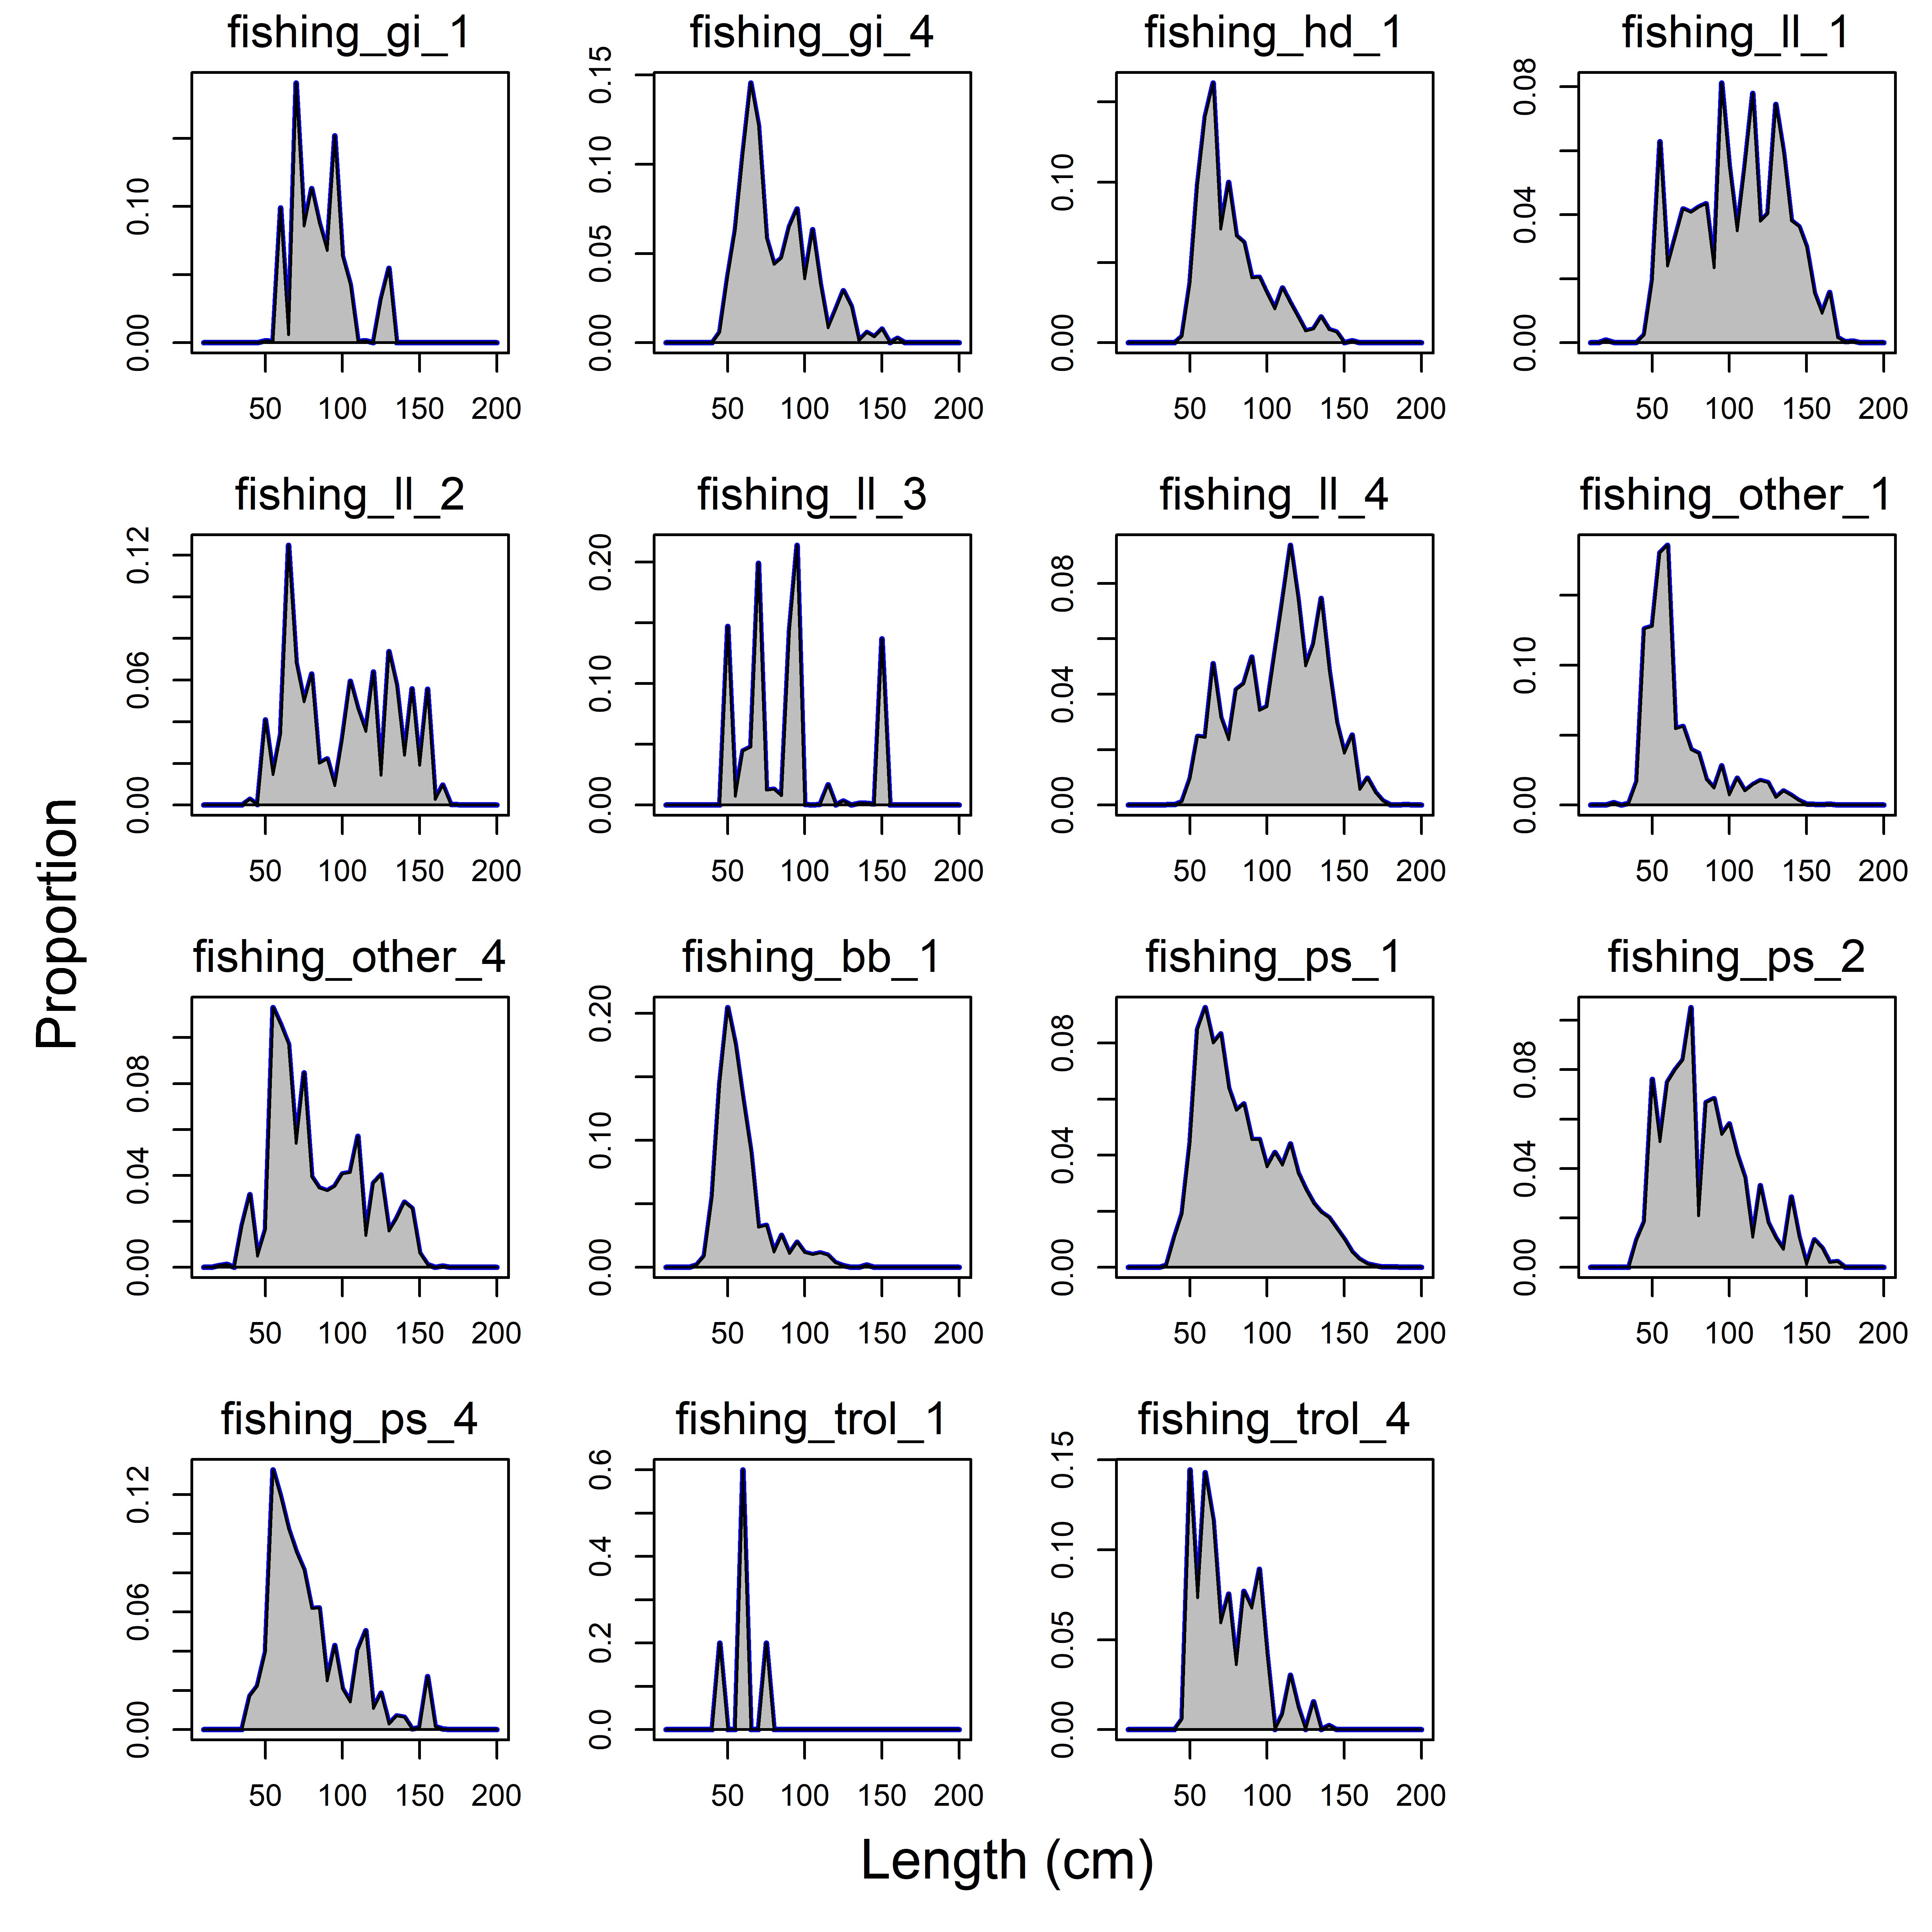 fishing_gi_1 fishing_gi_4 fishing_hd_1 fishing_ll_1
0.00 0.10 0.00 0.05 0.10 0.15 0.00 0.10 0.00 0.04 0.08
50 100 150 200 50 100 150 200 50 100 150 200 50 100 150 200
fishing_ll_2 fishing_ll_3 fishing_ll_4 fishing_other_1
0.00 0.06 0.12 0.00 0.10 0.20 0.00 0.04 0.08 0.00 0.10
50 100 150 200 50 100 150 200 50 100 150 200 50 100 150 200
Proportion
fishing_other_4 fishing_bb_1 fishing_ps_1 fishing_ps_2
0.00 0.04 0.08 0.00 0.10 0.20 0.00 0.04 0.08 0.00 0.04 0.08
50 100 150 200 50 100 150 200 50 100 150 200 50 100 150 200
fishing_ps_4 fishing_trol_1 fishing_trol_4
0.00 0.06 0.12 0.0 0.2 0.4 0.6 0.00 0.05 0.10 0.15
50 100 150 200 50 100 150 200 50 100 150 200
Length (cm)